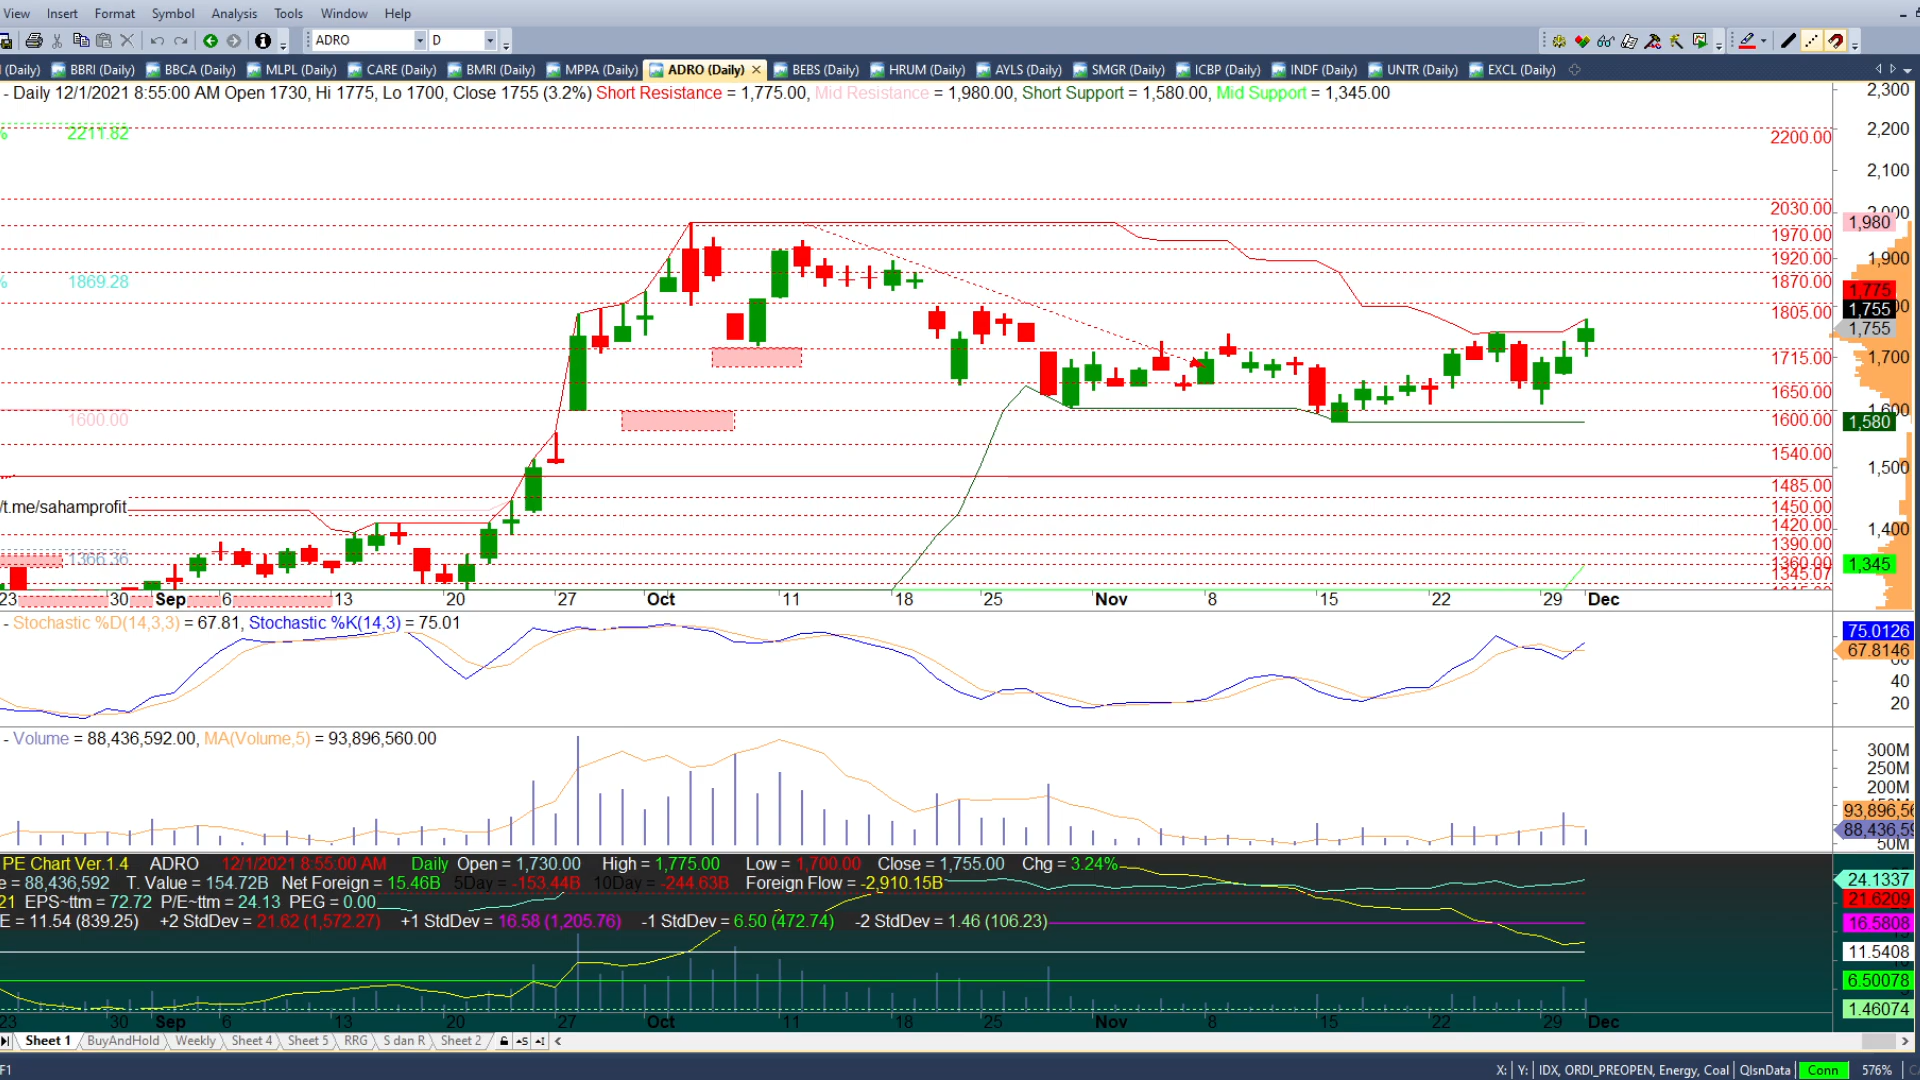 View Insert Format Symbol Analysis Tools Window Help
ADRO D
(Daily) BBRI (Daily) BBCA (Daily) MLPL (Daily) CARE (Daily) BMRI (Daily) MPPA (Daily) ADRO (Daily) BEBS (Daily) HRUM (Daily) AYLS (Daily) SMGR (Daily) ICBP (Daily) INDF (Daily) UNTR (Daily) EXCL (Daily)
- Daily 12/1/2021 8:55:00 AM Open 1730, Hi 1775, Lo 1700, Close 1755 (3.2%) Short Resistance = 1,775.00, Mid Resistance = 1,980.00, Short Support = 1,580.00, Mid Support = 1,345.00
2,300
2,200
% 2211.82
2200.00
2,100
2030.00
2,000
1,980
1970.00
1920.00
1,900
% 1869.28
1870.00
1,775
1805.00
1,755
1,755
1715.00
1,700
1650.00
1,600
1600.00
1600.00
1,580
1540.00
1,500
1485.00
/t.me/sahamprofit
1450.00
1420.00
1,400
1390.00
1366.36
1360.00
1,345
1345.07
23 30 Sep 6 13 20 27 Oct 11 18 25 Nov 8 15 22 29 Dec
- Stochastic %D(14,3,3) = 67.81, Stochastic %K(14,3) = 75.01
75.0126
67.8146
60
40
20
- Volume = 88,436,592.00, MA(Volume,5) = 93,896,560.00
300M
250M
200M
93,896,56
88,436,59
50M
PE Chart Ver.1.4 ADRO 12/1/2021 8:55:00 AM Daily Open = 1,730.00 High = 1,775.00 Low = 1,700.00 Close = 1,755.00 Chg = 3.24%
e = 88,436,592 T. Value = 154.72B Net Foreign = 15.46B 5Day = -153.44B 10Day = -244.63B Foreign Flow = -2,910.15B
21 EPS~ttm = 72.72 P/E~ttm = 24.13 PEG = 0.00
E = 11.54 (839.25) +2 StdDev = 21.62 (1,572.27) +1 StdDev = 16.58 (1,205.76) -1 StdDev = 6.50 (472.74) -2 StdDev = 1.46 (106.23)
24.1337
21.6209
16.5808
11.5408
6.50078
1.46074
23 30 Sep 6 13 20 27 Oct 11 18 25 Nov 8 15 22 29 Dec
Sheet 1 BuyAndHold Weekly Sheet 4 Sheet 5 RRG S dan R Sheet 2
F1 X: Y: IDX, ORDI_PREOPEN, Energy, Coal QlsnData Conn 576%